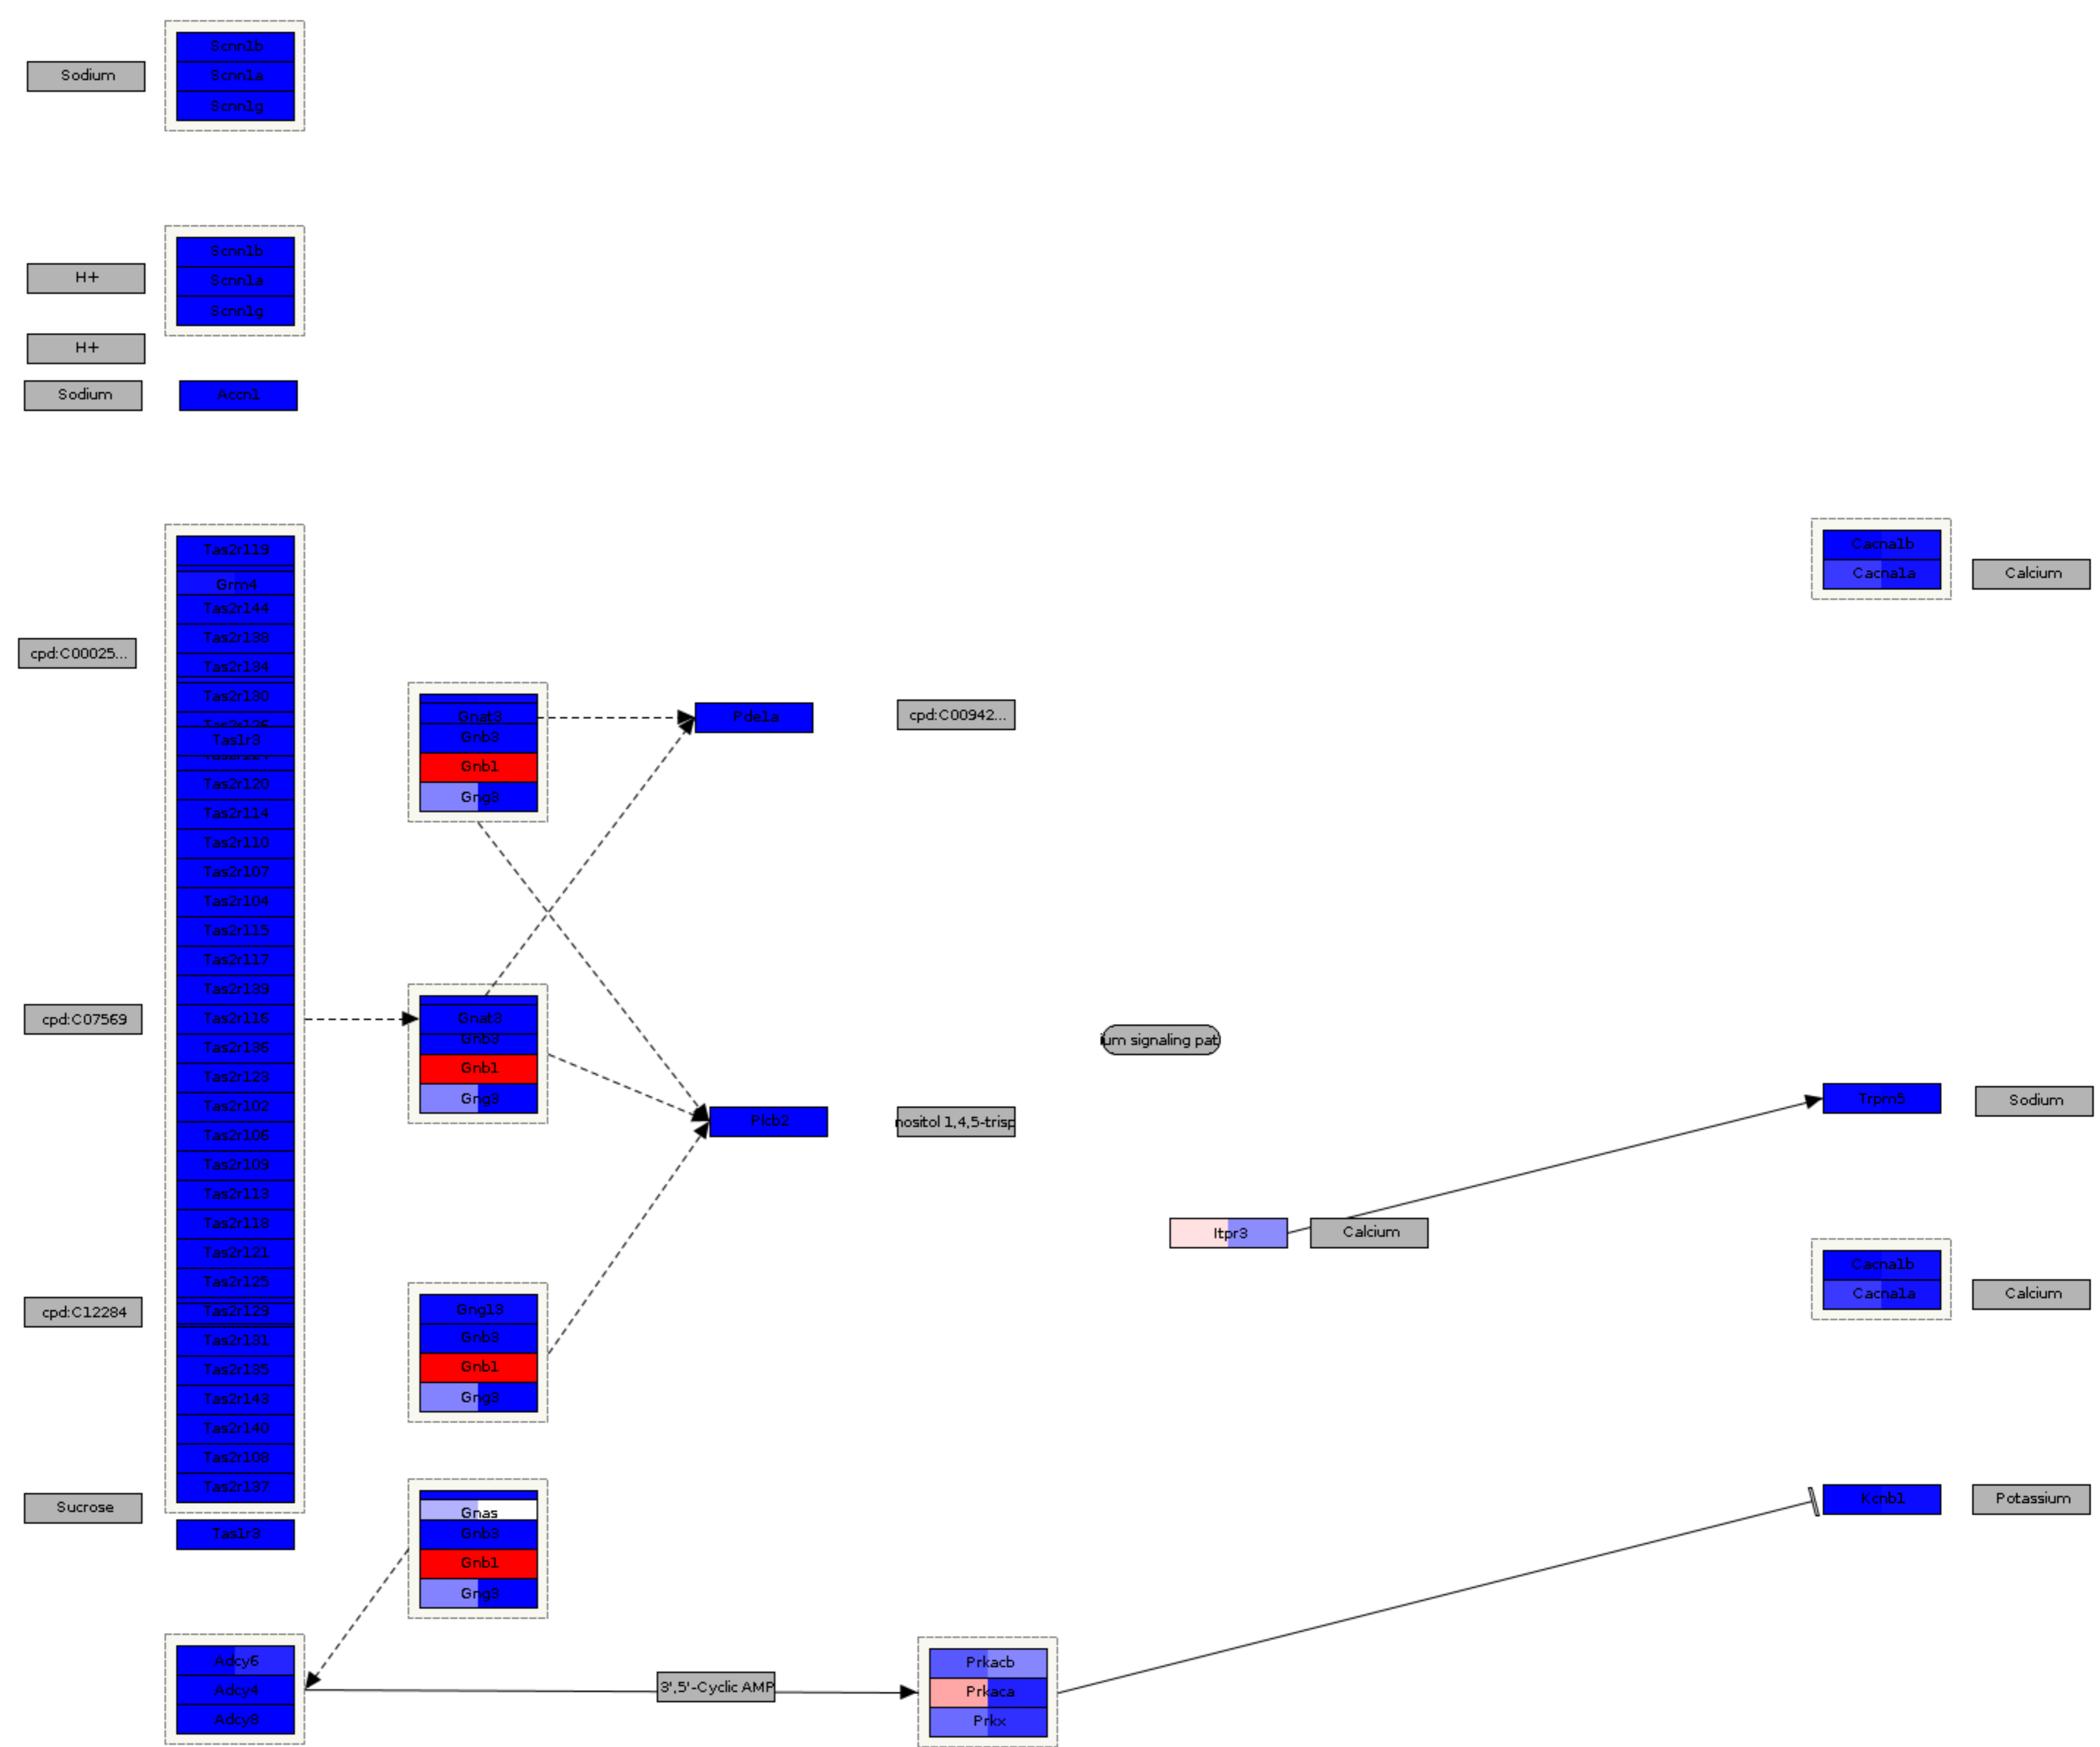 Scnn1b
Sodium
Scnn1a
Scnn1g
Scnn1b
H+
Scnn1a
Scnn1g
H+
Sodium
Accn1
Tas2r119
Grm4
Tas2r144
Tas2r138
cpd:C00025...
Tas2r134
Tas2r130
Tas1r3
Tas2r120
Tas2r114
Tas2r110
Tas2r107
Tas2r104
Tas2r115
Tas2r117
Tas2r139
cpd:C07569
Tas2r116
Tas2r136
Tas2r123
Tas2r102
Tas2r106
Tas2r109
Tas2r113
Tas2r118
Tas2r121
Tas2r125
cpd:C12284
Tas2r129
Tas2r131
Tas2r135
Tas2r143
Tas2r140
Tas2r108
Tas2r137
Sucrose
Tas1r3
Adcy6
Adcy4
Adcy8
Gnat3
Gnb3
Gnb1
Gng3
Gnat3
Gnb3
Gnb1
Gng3
Gng13
Gnb3
Gnb1
Gng3
Gnas
Gnb3
Gnb1
Gng3
Pde1a
cpd:C00942...
Plcb2
nositol 1,4,5-trisp
ium signaling pat
Itpr3
Calcium
3',5'-Cyclic AMP
Prkacb
Prkaca
Prkx
Cacna1b
Cacna1a
Calcium
Trpm5
Sodium
Cacna1b
Cacna1a
Calcium
Kcnb1
Potassium